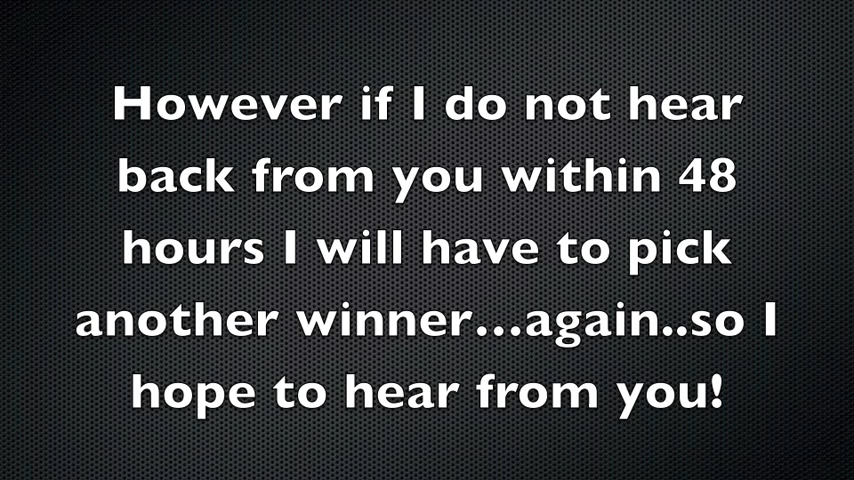 However if I do not hear
back from you within 48
hours I will have to pick
another winner...again..so I
hope to hear from you!